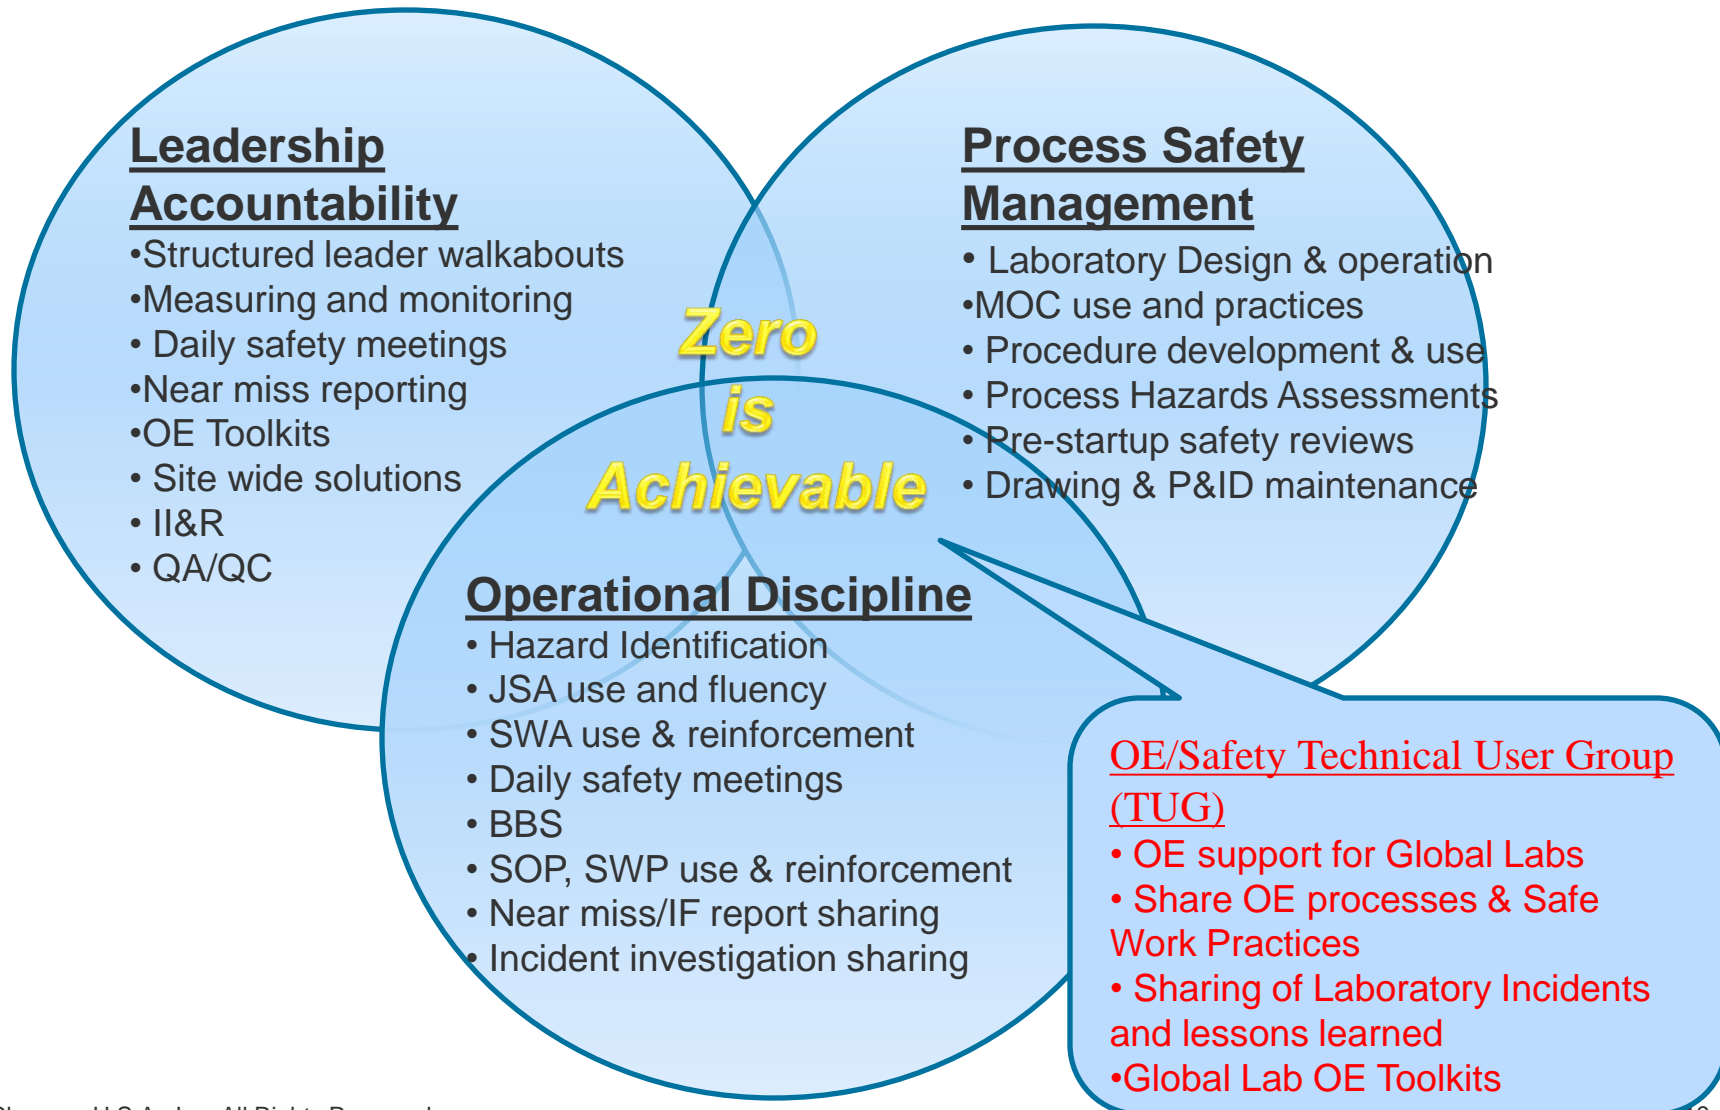 Leadership
Accountability
•Structured leader walkabouts
•Measuring and monitoring
• Daily safety meetings
•Near miss reporting
•OE Toolkits
• Site wide solutions
• II&R
• QA/QC
Process Safety
Management
• Laboratory Design & operation
•MOC use and practices
• Procedure development & use
• Process Hazards Assessments
• Pre-startup safety reviews
• Drawing & P&ID maintenance
Zero
is
Achievable
Operational Discipline
• Hazard Identification
• JSA use and fluency
• SWA use & reinforcement
• Daily safety meetings
• BBS
• SOP, SWP use & reinforcement
• Near miss/IF report sharing
• Incident investigation sharing
OE/Safety Technical User Group
(TUG)
• OE support for Global Labs
• Share OE processes & Safe
Work Practices
• Sharing of Laboratory Incidents
and lessons learned
•Global Lab OE Toolkits